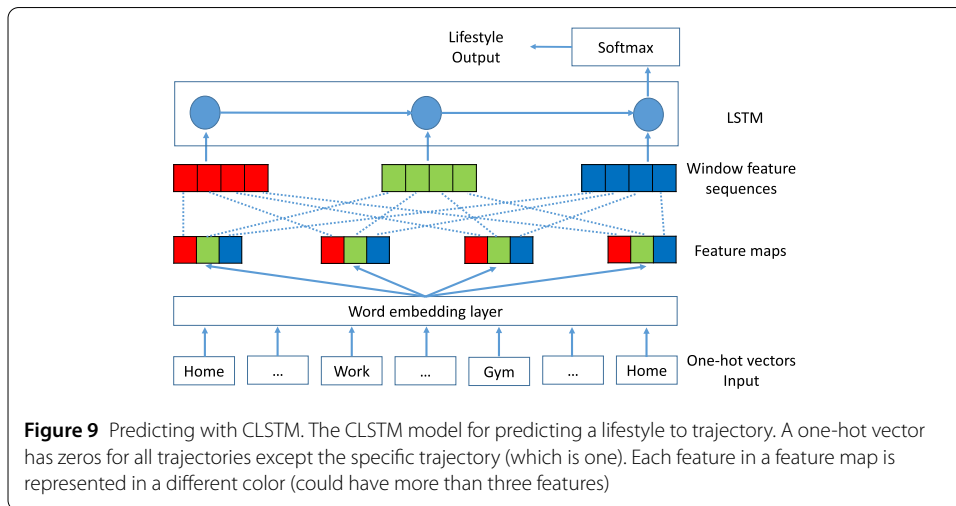 Lifestyle
Output
Softmax
LSTM
Window feature
sequences
Feature maps
Word embedding layer
Home
...
Work
...
Gym
...
Home
One-hot vectors
Input
Figure 9 Predicting with CLSTM. The CLSTM model for predicting a lifestyle to trajectory. A one-hot vector
has zeros for all trajectories except the specific trajectory (which is one). Each feature in a feature map is
represented in a different color (could have more than three features)